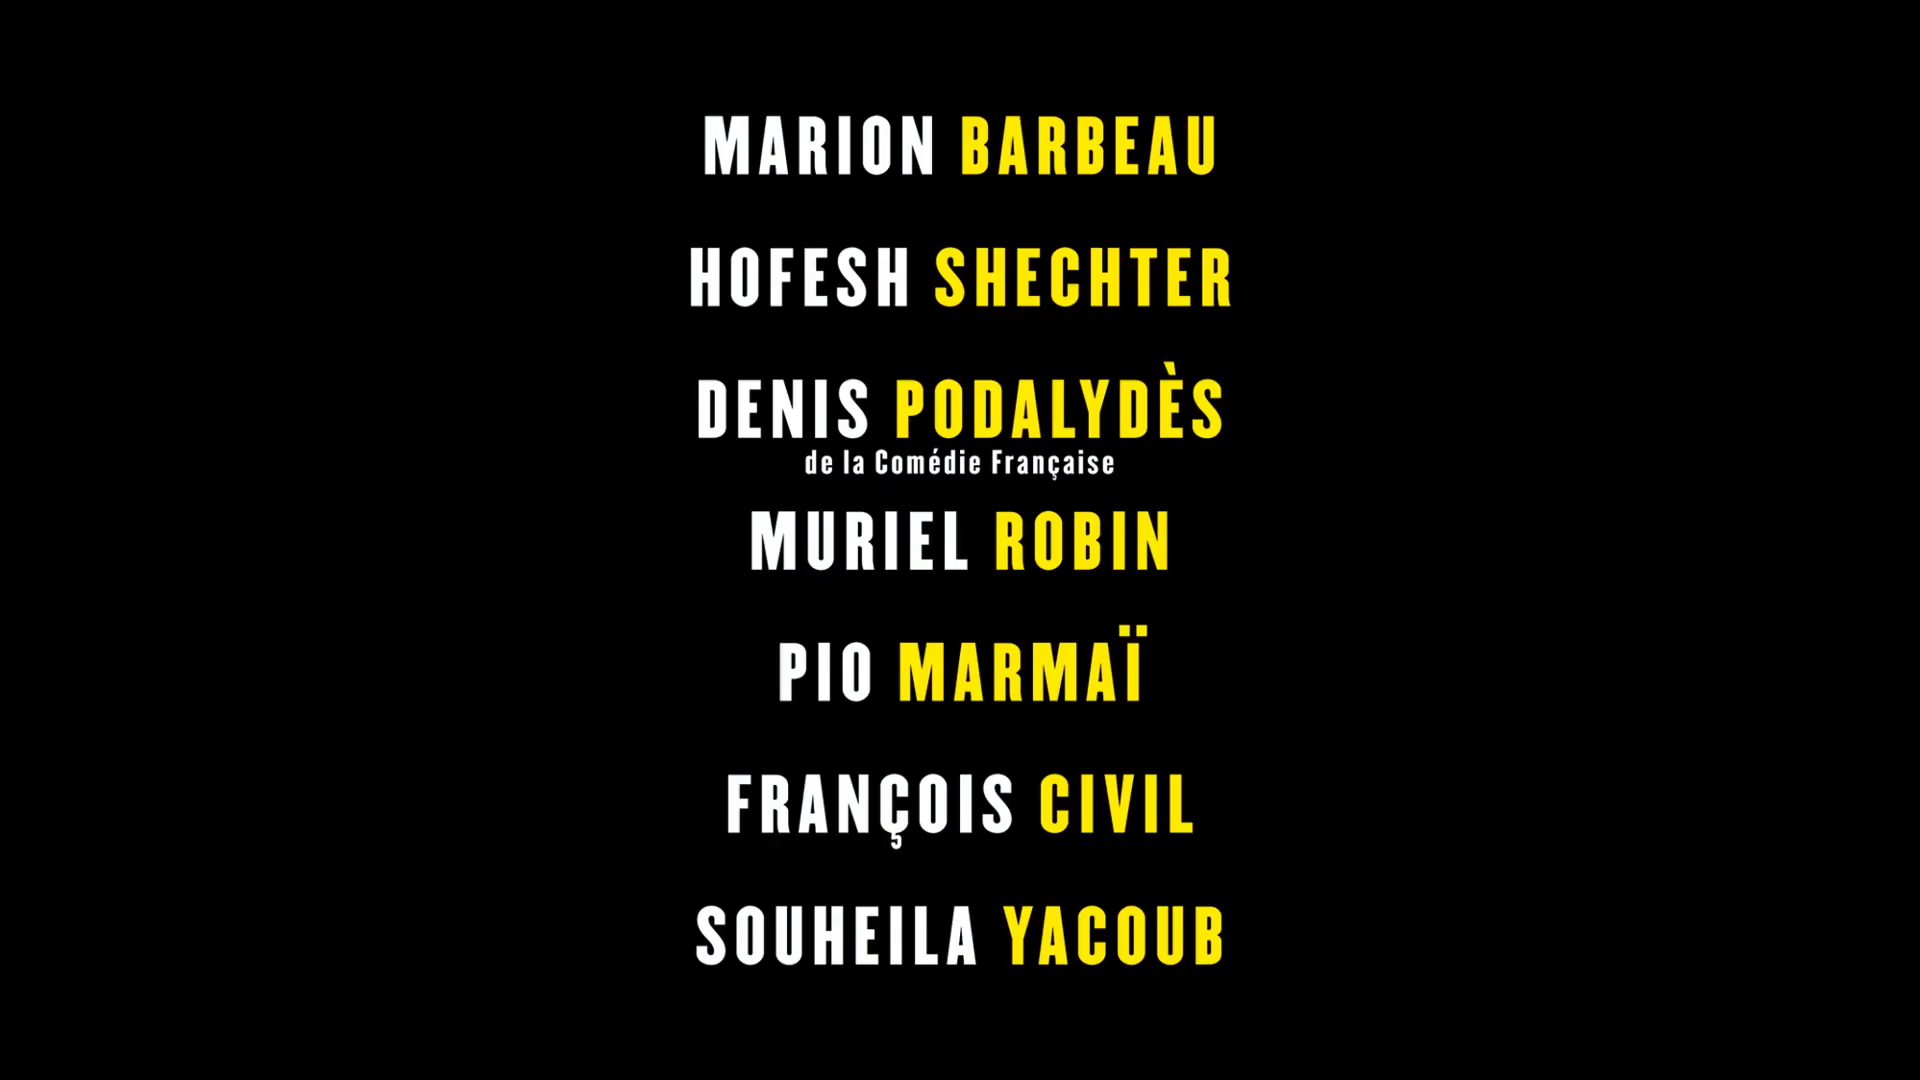 MARION BARBEAU
HOFESH SHECHTER
DENIS PODALYDÈS
de la Comédie Française
MURIEL ROBIN
PIO MARMAÏ
FRANÇOIS CIVIL
SOUHEILA YACOUB